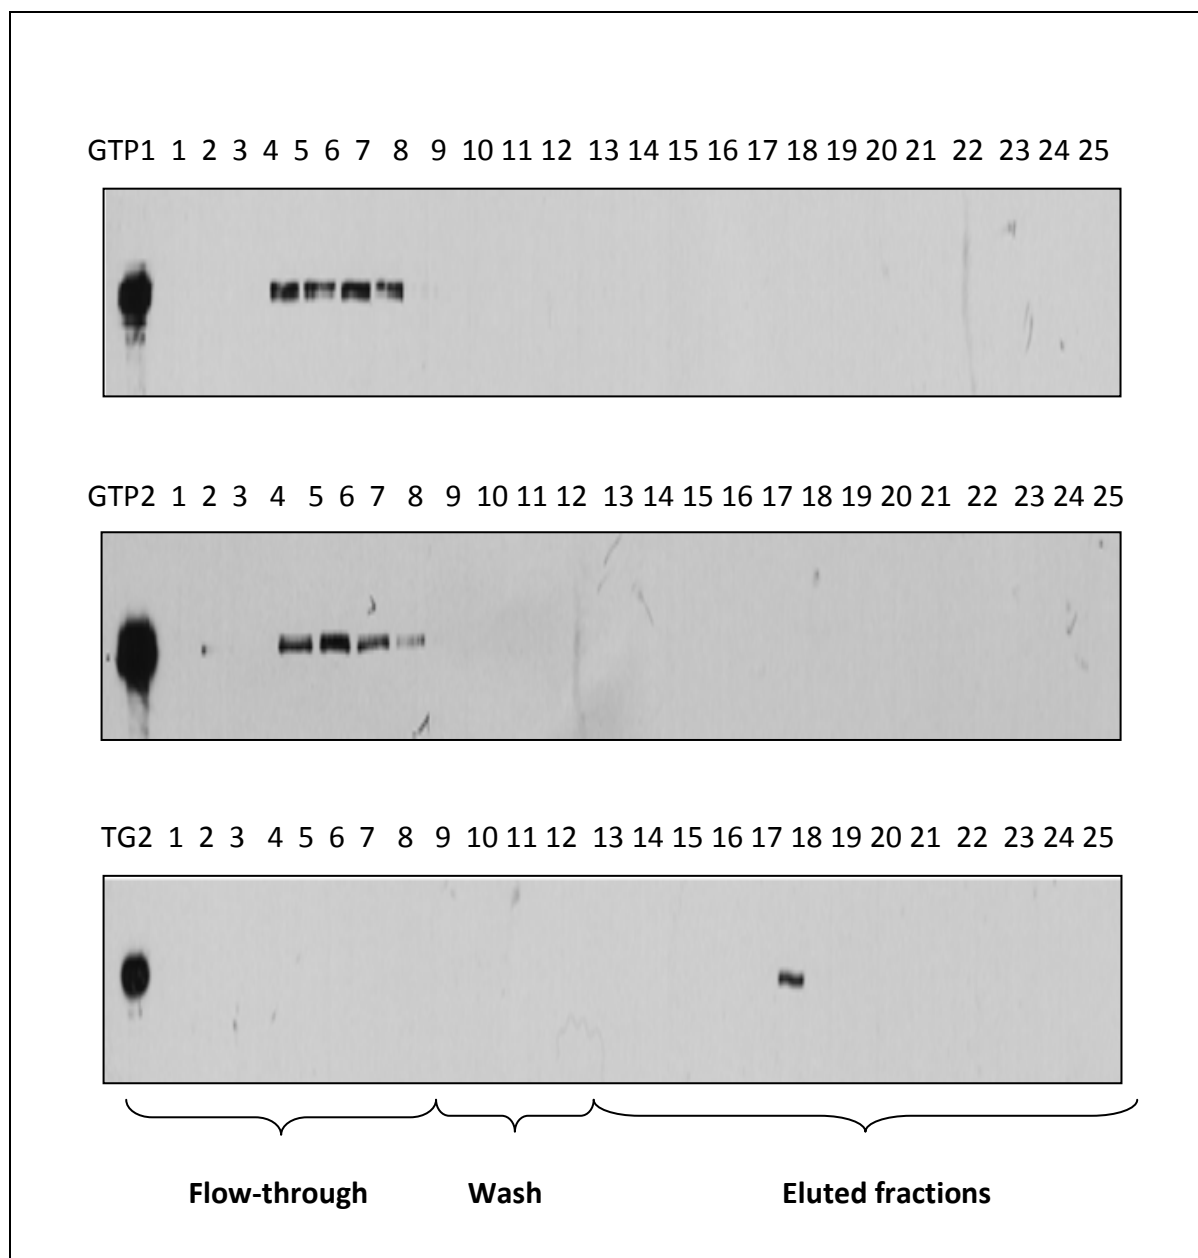 GTP1 1 2 3 4 5 6 7 8 9 10 11 12 13 14 15 16 17 18 19 20 21 22 23 24 25
GTP2 1 2 3 4 5 6 7 8 9 10 11 12 13 14 15 16 17 18 19 20 21 22 23 24 25
TG2 1 2 3 4 5 6 7 8 9 10 11 12 13 14 15 16 17 18 19 20 21 22 23 24 25
Flow-through Wash Eluted fractions